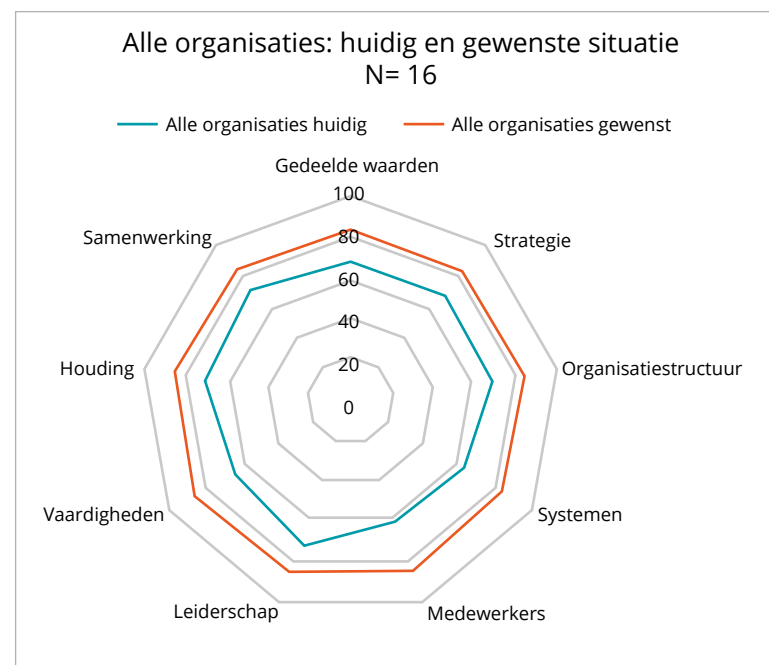 Alle organisaties: huidig en gewenste situatie
N= 16
Alle organisaties huidig
Alle organisaties gewenst
Gedeelde waarden
100
Samenwerking
Strategie
80
60
40
Houding
Organisatiestructuur
20
0
Vaardigheden
Systemen
Leiderschap
Medewerkers